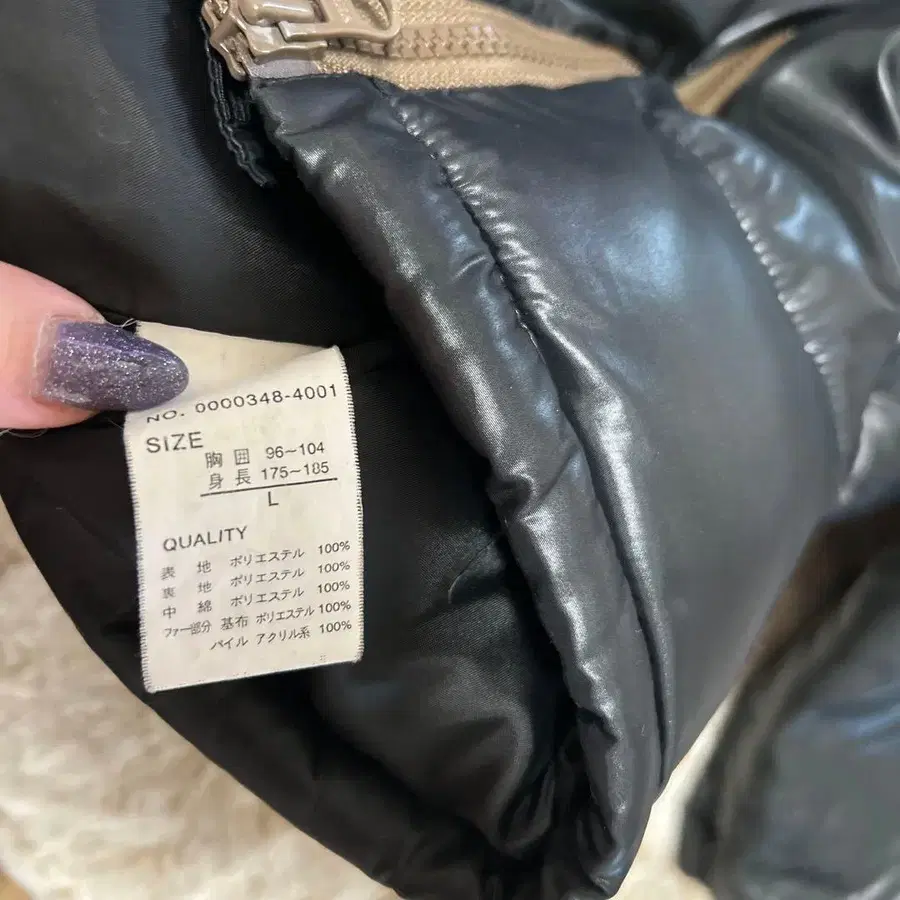 NO. 0000348-4001
SIZE
胸囲 96~104
身長 175~185
L
QUALITY
表地 ポリエステル 100%
裏地 ポリエステル 100%
中綿 ポリエステル 100%
ファー部分 基布 ポリエステル 100%
パイル アクリル系 100%